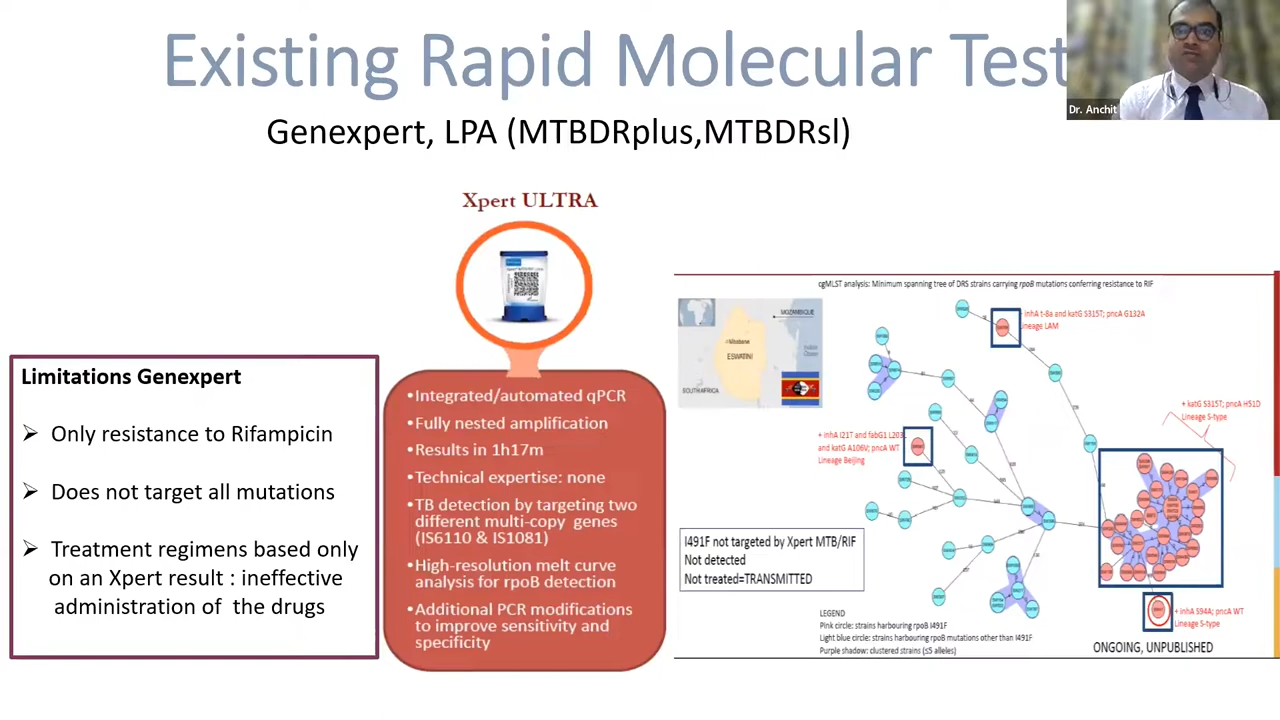 Existing Rapid Molecular Test
Dr. Anchit
Genexpert, LPA (MTBDRplus,MTBDRsl)
Xpert ULTRA
Limitations Genexpert
➢ Only resistance to Rifampicin
➢ Does not target all mutations
➢ Treatment regimens based only
on an Xpert result : ineffective
administration of the drugs
•Integrated/automated qPCR
•Fully nested amplification
•Results in 1h17m
•Technical expertise: none
•TB detection by targeting two
different multi-copy genes
(IS6110 & IS1081)
•High-resolution melt curve
analysis for rpoB detection
•Additional PCR modifications
to improve sensitivity and
specificity
cgMLST analysis: Minimum spanning tree of DRS strains carrying rpoB mutations conferring resistance to RIF
MOZAMBIQUE
Mbabane
ESWATINI
Indian
Ocean
SOUTH AFRICA
+ inhA t-8a and katG S315T; pncA G132A
Lineage LAM
+ katG S315T; pncA H51D
Lineage S-type
+ inhA I21T and fabG1 L203L
and katG A106V; pncA WT
Lineage Beijing
I491F not targeted by Xpert MTB/RIF
Not detected
Not treated=TRANSMITTED
+ inhA S94A; pncA WT
Lineage S-type
LEGEND
Pink circle: strains harbouring rpoB I491F
Light blue circle: strains harbouring rpoB mutations other than I491F
Purple shadow: clustered strains (≤5 alleles)
ONGOING, UNPUBLISHED